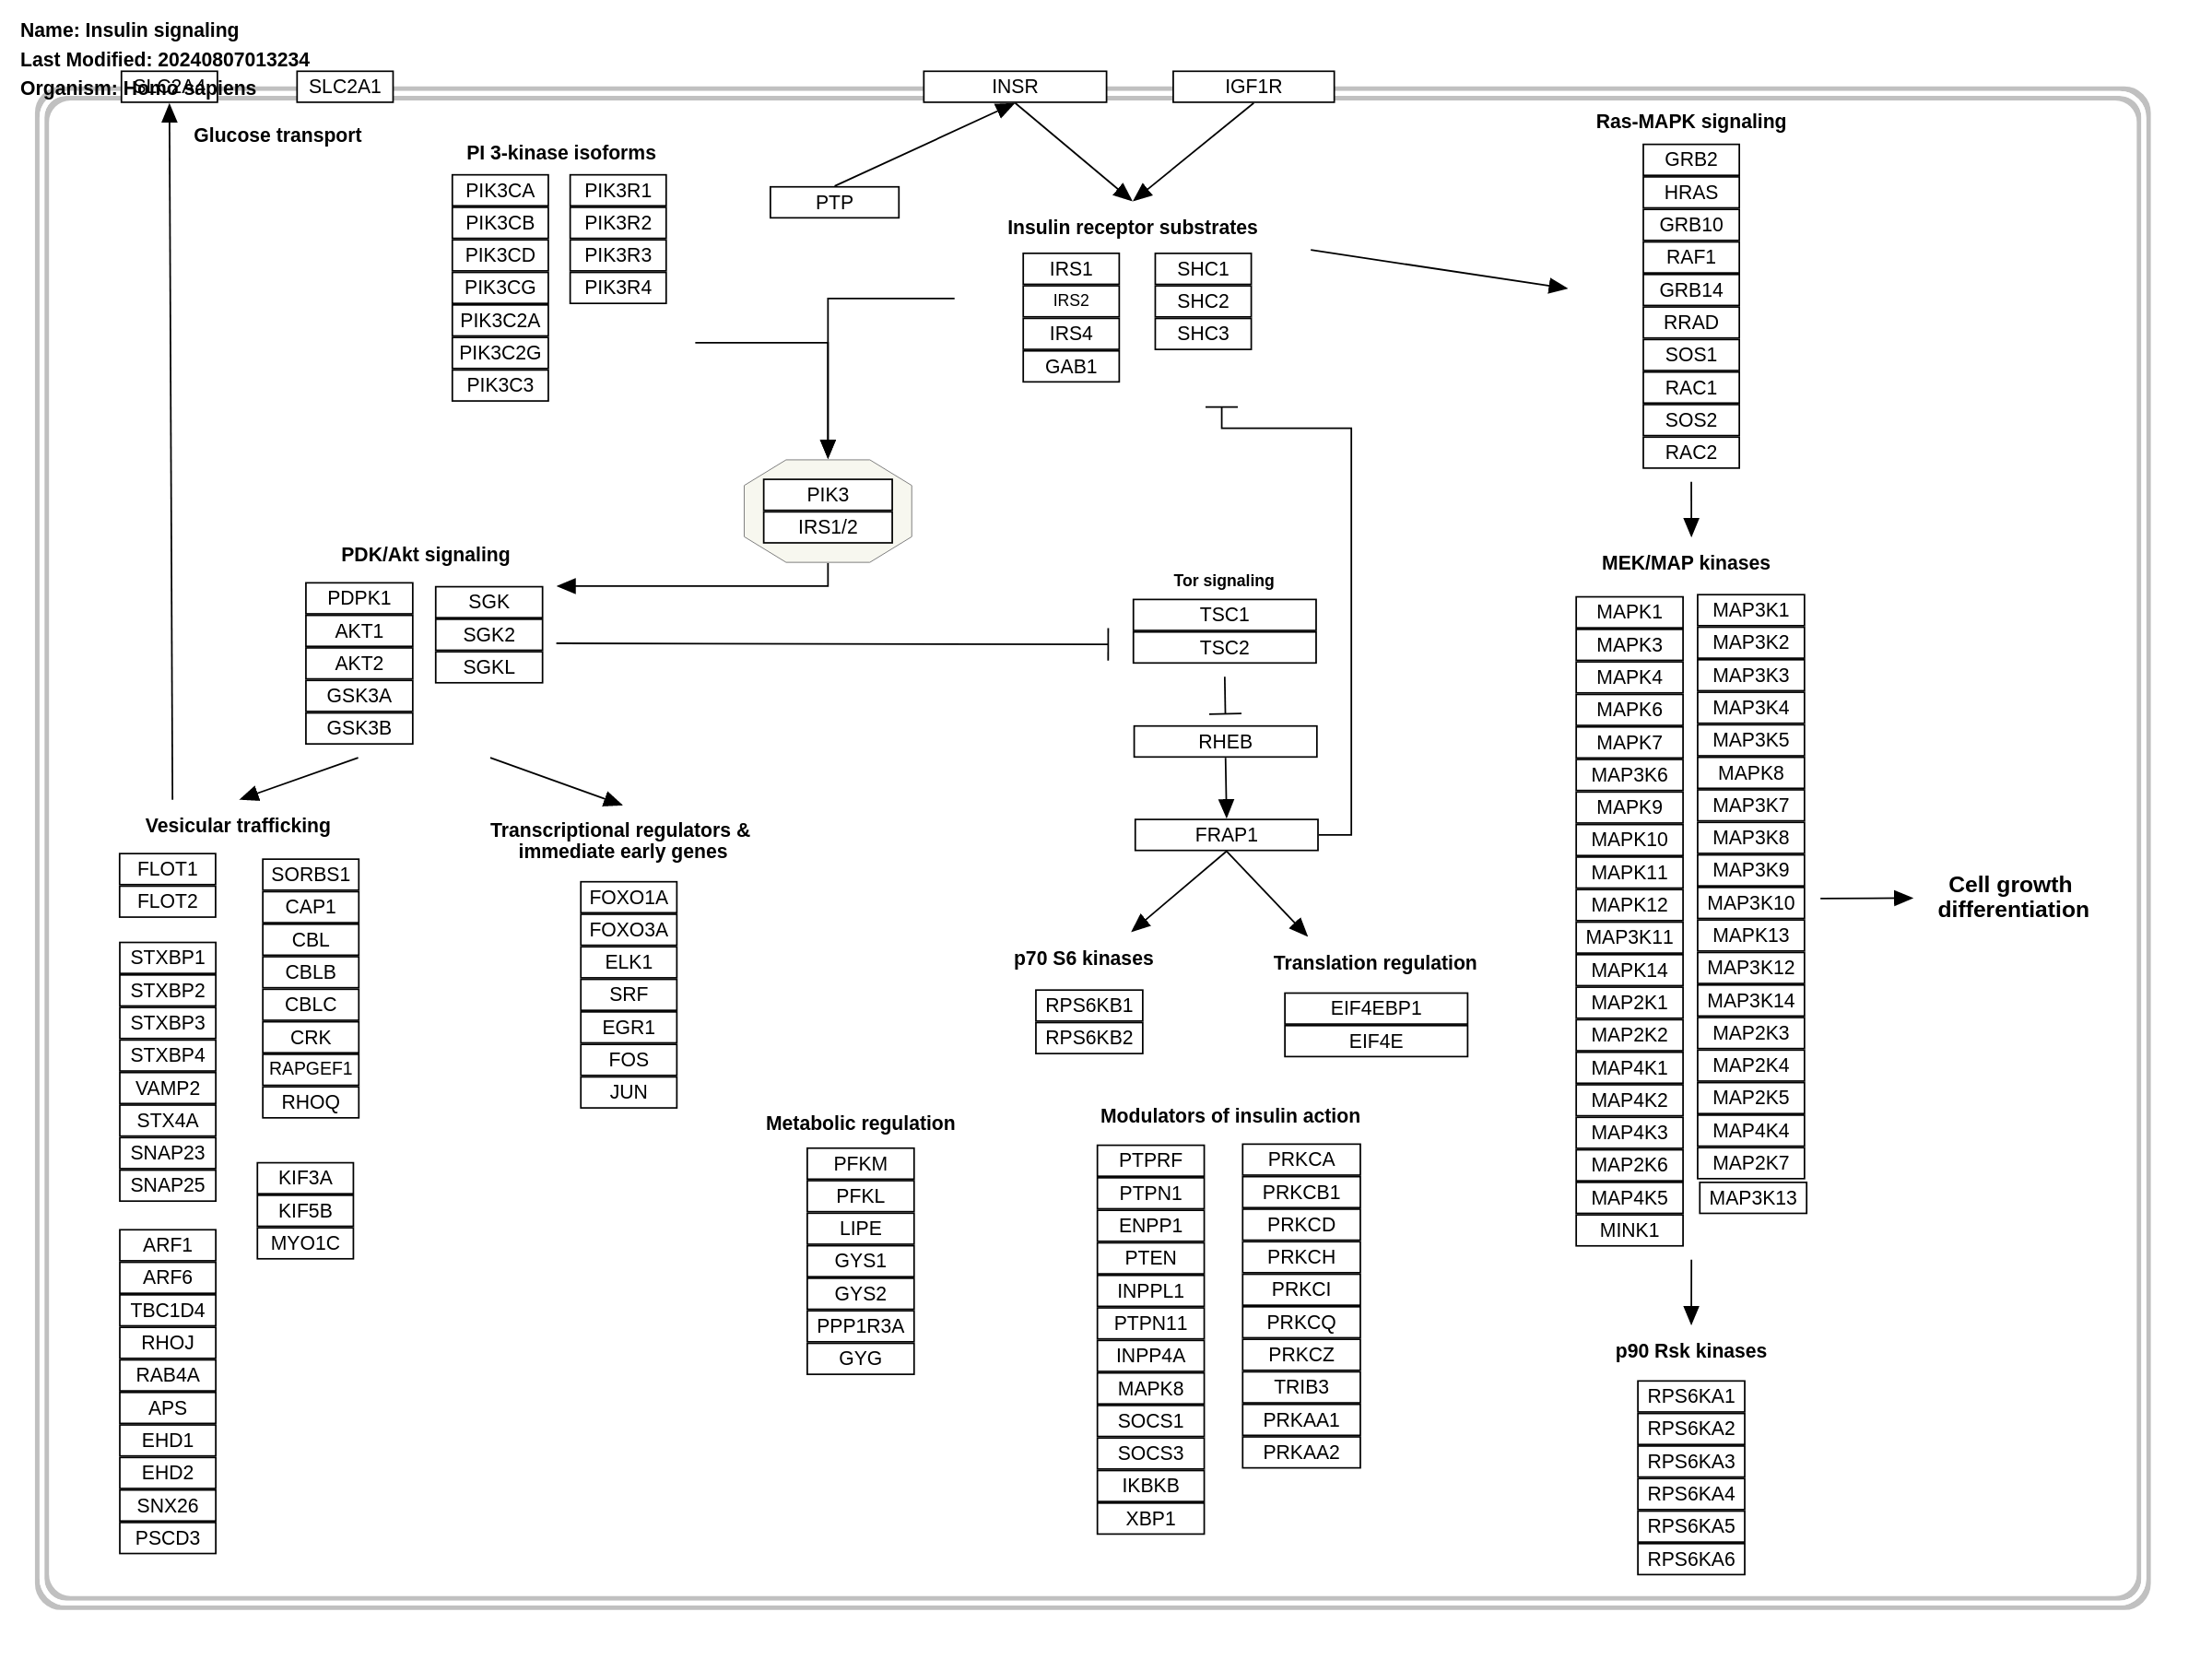 Name: Insulin signaling
Last Modified: 20240807013234
Organism: Homo sapiens
SLC2A4
SLC2A1
INSR
IGF1R
Glucose transport
PI 3-kinase isoforms
PIK3CA
PIK3CB
PIK3CD
PIK3CG
PIK3C2A
PIK3C2G
PIK3C3
PIK3R1
PIK3R2
PIK3R3
PIK3R4
PTP
Insulin receptor substrates
IRS1
IRS2
IRS4
GAB1
SHC1
SHC2
SHC3
Ras-MAPK signaling
GRB2
HRAS
GRB10
RAF1
GRB14
RRAD
SOS1
RAC1
SOS2
RAC2
PIK3
IRS1/2
PDK/Akt signaling
PDPK1
AKT1
AKT2
GSK3A
GSK3B
SGK
SGK2
SGKL
Tor signaling
TSC1
TSC2
RHEB
FRAP1
MEK/MAP kinases
MAPK1
MAPK3
MAPK4
MAPK6
MAPK7
MAP3K6
MAPK9
MAPK10
MAPK11
MAPK12
MAP3K11
MAPK14
MAP2K1
MAP2K2
MAP4K1
MAP4K2
MAP4K3
MAP2K6
MAP4K5
MINK1
MAP3K1
MAP3K2
MAP3K3
MAP3K4
MAP3K5
MAPK8
MAP3K7
MAP3K8
MAP3K9
MAP3K10
MAPK13
MAP3K12
MAP3K14
MAP2K3
MAP2K4
MAP2K5
MAP4K4
MAP2K7
MAP3K13
Cell growth
differentiation
Vesicular trafficking
FLOT1
FLOT2
STXBP1
STXBP2
STXBP3
STXBP4
VAMP2
STX4A
SNAP23
SNAP25
ARF1
ARF6
TBC1D4
RHOJ
RAB4A
APS
EHD1
EHD2
SNX26
PSCD3
SORBS1
CAP1
CBL
CBLB
CBLC
CRK
RAPGEF1
RHOQ
KIF3A
KIF5B
MYO1C
Transcriptional regulators &
immediate early genes
FOXO1A
FOXO3A
ELK1
SRF
EGR1
FOS
JUN
p70 S6 kinases
RPS6KB1
RPS6KB2
Translation regulation
EIF4EBP1
EIF4E
Metabolic regulation
PFKM
PFKL
LIPE
GYS1
GYS2
PPP1R3A
GYG
Modulators of insulin action
PTPRF
PTPN1
ENPP1
PTEN
INPPL1
PTPN11
INPP4A
MAPK8
SOCS1
SOCS3
IKBKB
XBP1
PRKCA
PRKCB1
PRKCD
PRKCH
PRKCI
PRKCQ
PRKCZ
TRIB3
PRKAA1
PRKAA2
p90 Rsk kinases
RPS6KA1
RPS6KA2
RPS6KA3
RPS6KA4
RPS6KA5
RPS6KA6